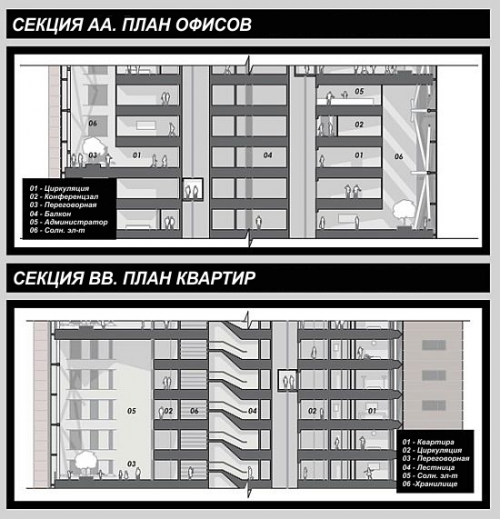 СЕКЦИЯ АА. ПЛАН ОФИСОВ
05
06
02
03
01
04
01
06
01 - Циркуляция
02 - Конференцзал
03 - Переговорная
04 - Балкон
05 - Администратор
06 - Солн. эл-т
СЕКЦИЯ ВВ. ПЛАН КВАРТИР
05
02
06
04
02
01
03
01 - Квартира
02 - Циркуляция
03 - Переговорная
04 - Лестница
05 - Солн. эл-т
06 -Хранилище